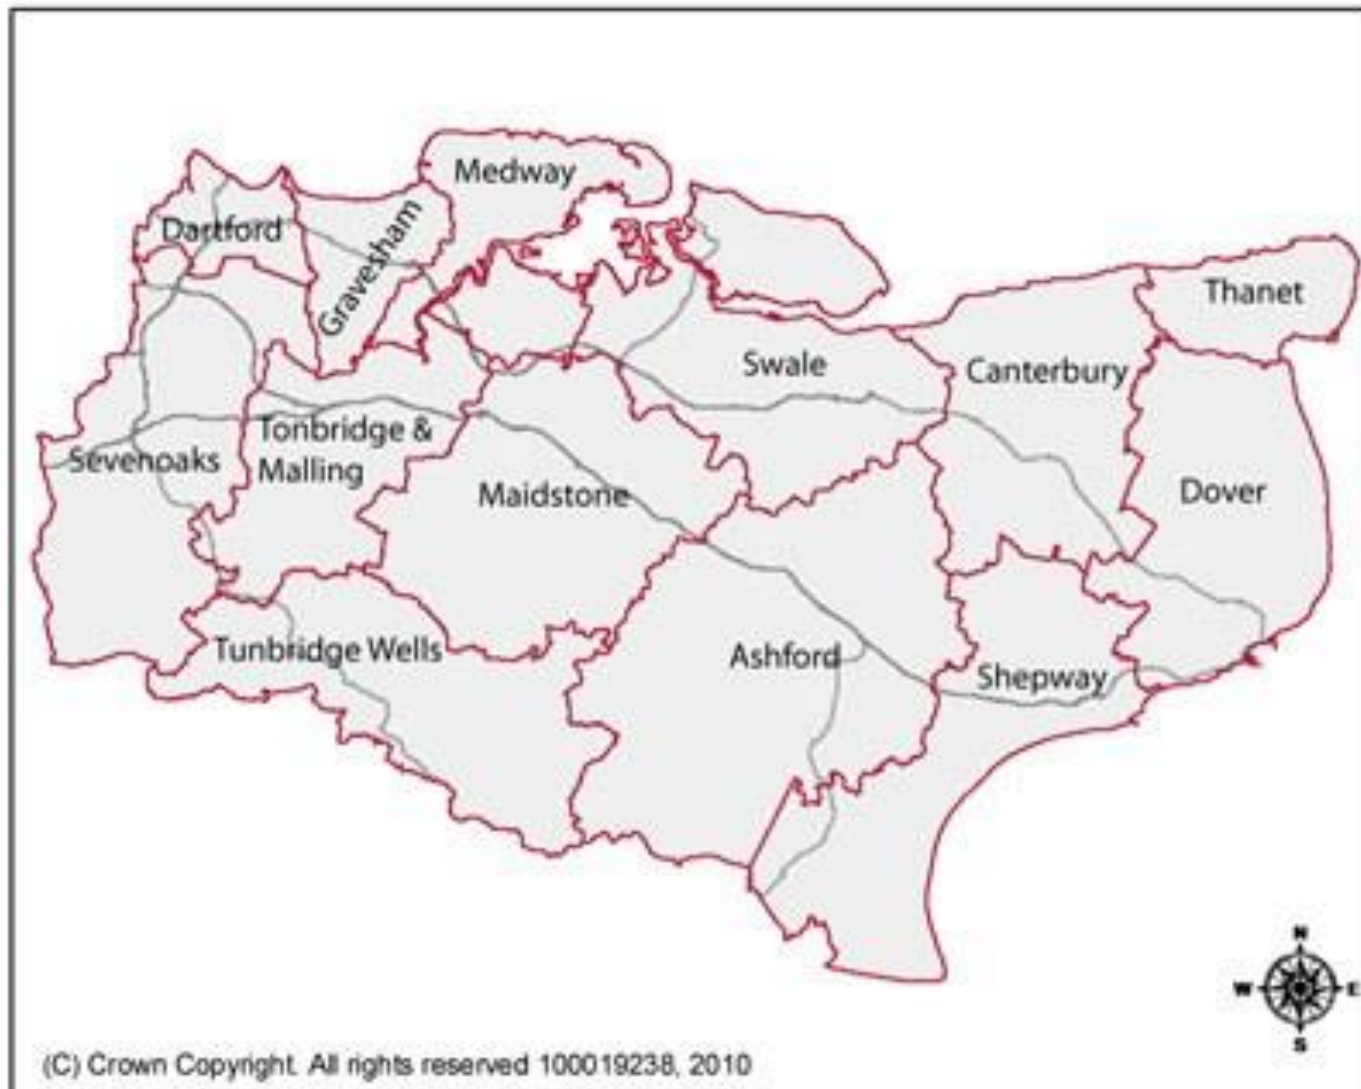 Medway
Dartford
Gravesham
Thanet
Swale
Canterbury
Tonbridge &
Malling
Sevenoaks
Maidstone
Dover
Tunbridge Wells
Ashford
Shepway
N
W E
S
(C) Crown Copyright. All rights reserved 100019238, 2010